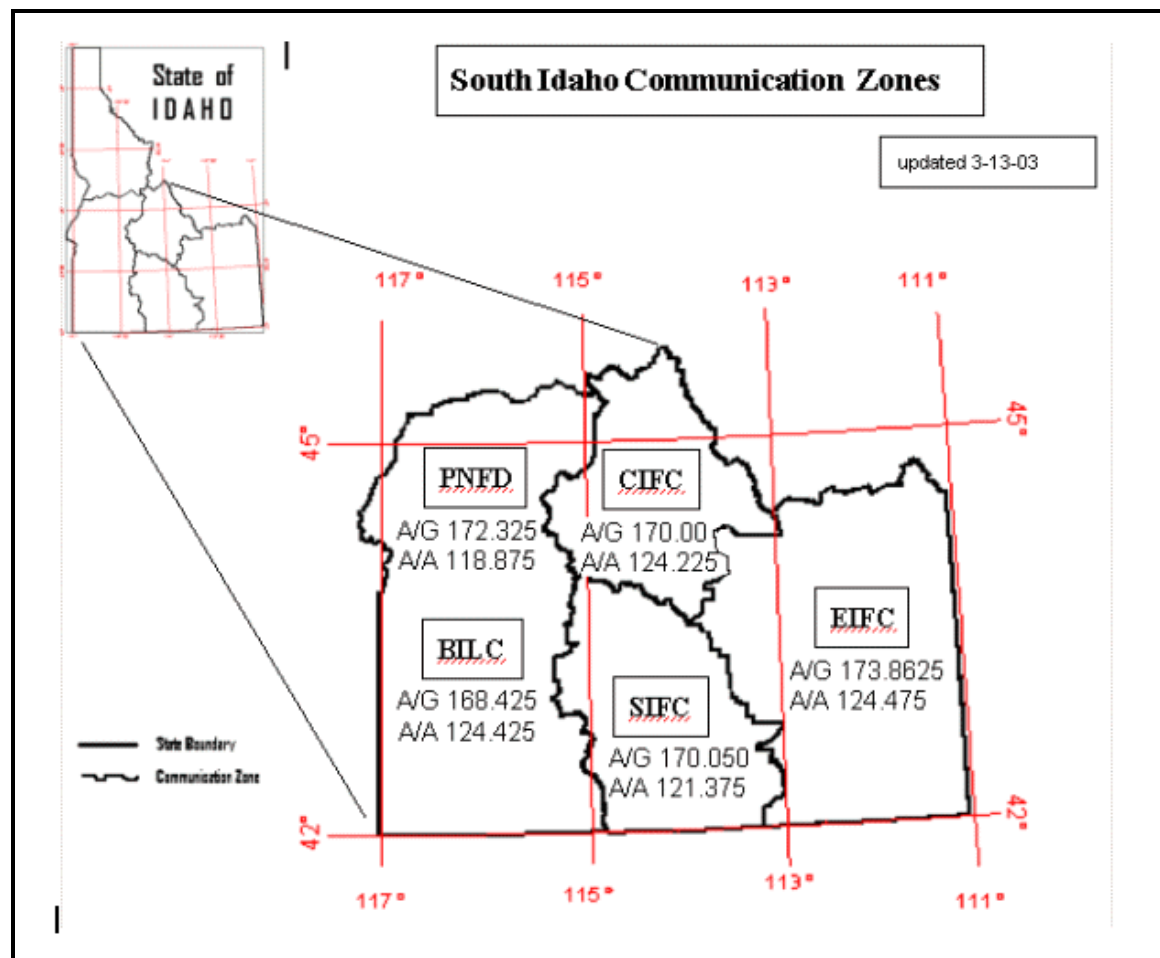 State of
IDAHO
South Idaho Communication Zones
updated 3-13-03
117°
115°
113°
111°
45°
45°
PNFD
A/G 172.325
A/A 118.875
CIFC
A/G 170.00
A/A 124.225
BILC
A/G 168.425
A/A 124.425
EIFC
A/G 173.8625
A/A 124.475
SIFC
A/G 170.050
A/A 121.375
State Boundary
Communication Zone
42°
42°
117°
115°
113°
111°